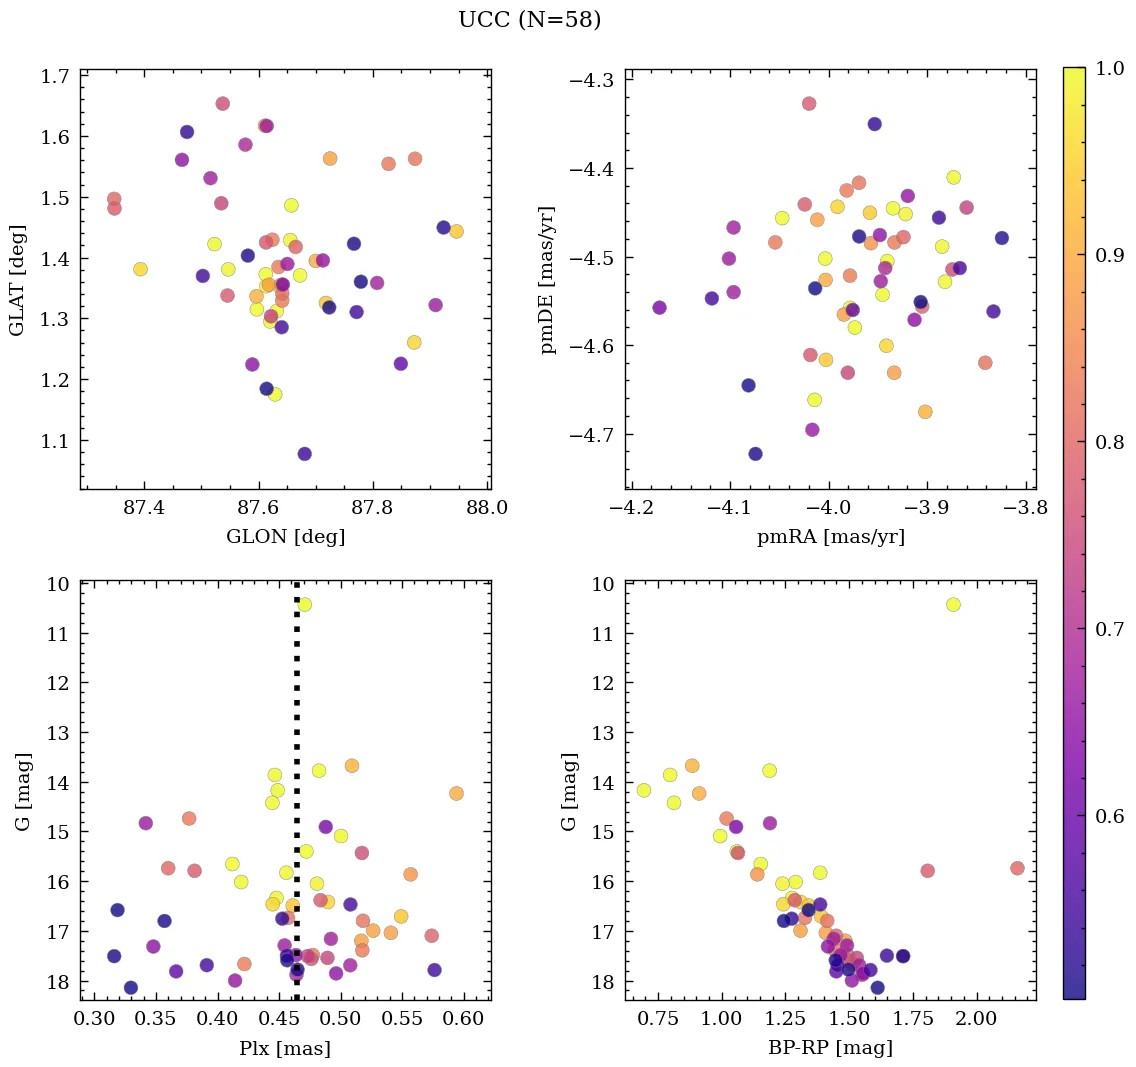 UCC (N=58)
1.7
1.6
1.5
1.4
1.3
1.2
1.1
GLAT [deg]
87.4 87.6 87.8 88.0
GLON [deg]
−4.3
−4.4
−4.5
−4.6
−4.7
pmDE [mas/yr]
−4.2 −4.1 −4.0 −3.9 −3.8
pmRA [mas/yr]
1.0
0.9
0.8
0.7
0.6
10
11
12
13
14
15
16
17
18
G [mag]
0.30 0.35 0.40 0.45 0.50 0.55 0.60
Plx [mas]
10
11
12
13
14
15
16
17
18
G [mag]
0.75 1.00 1.25 1.50 1.75 2.00
BP-RP [mag]